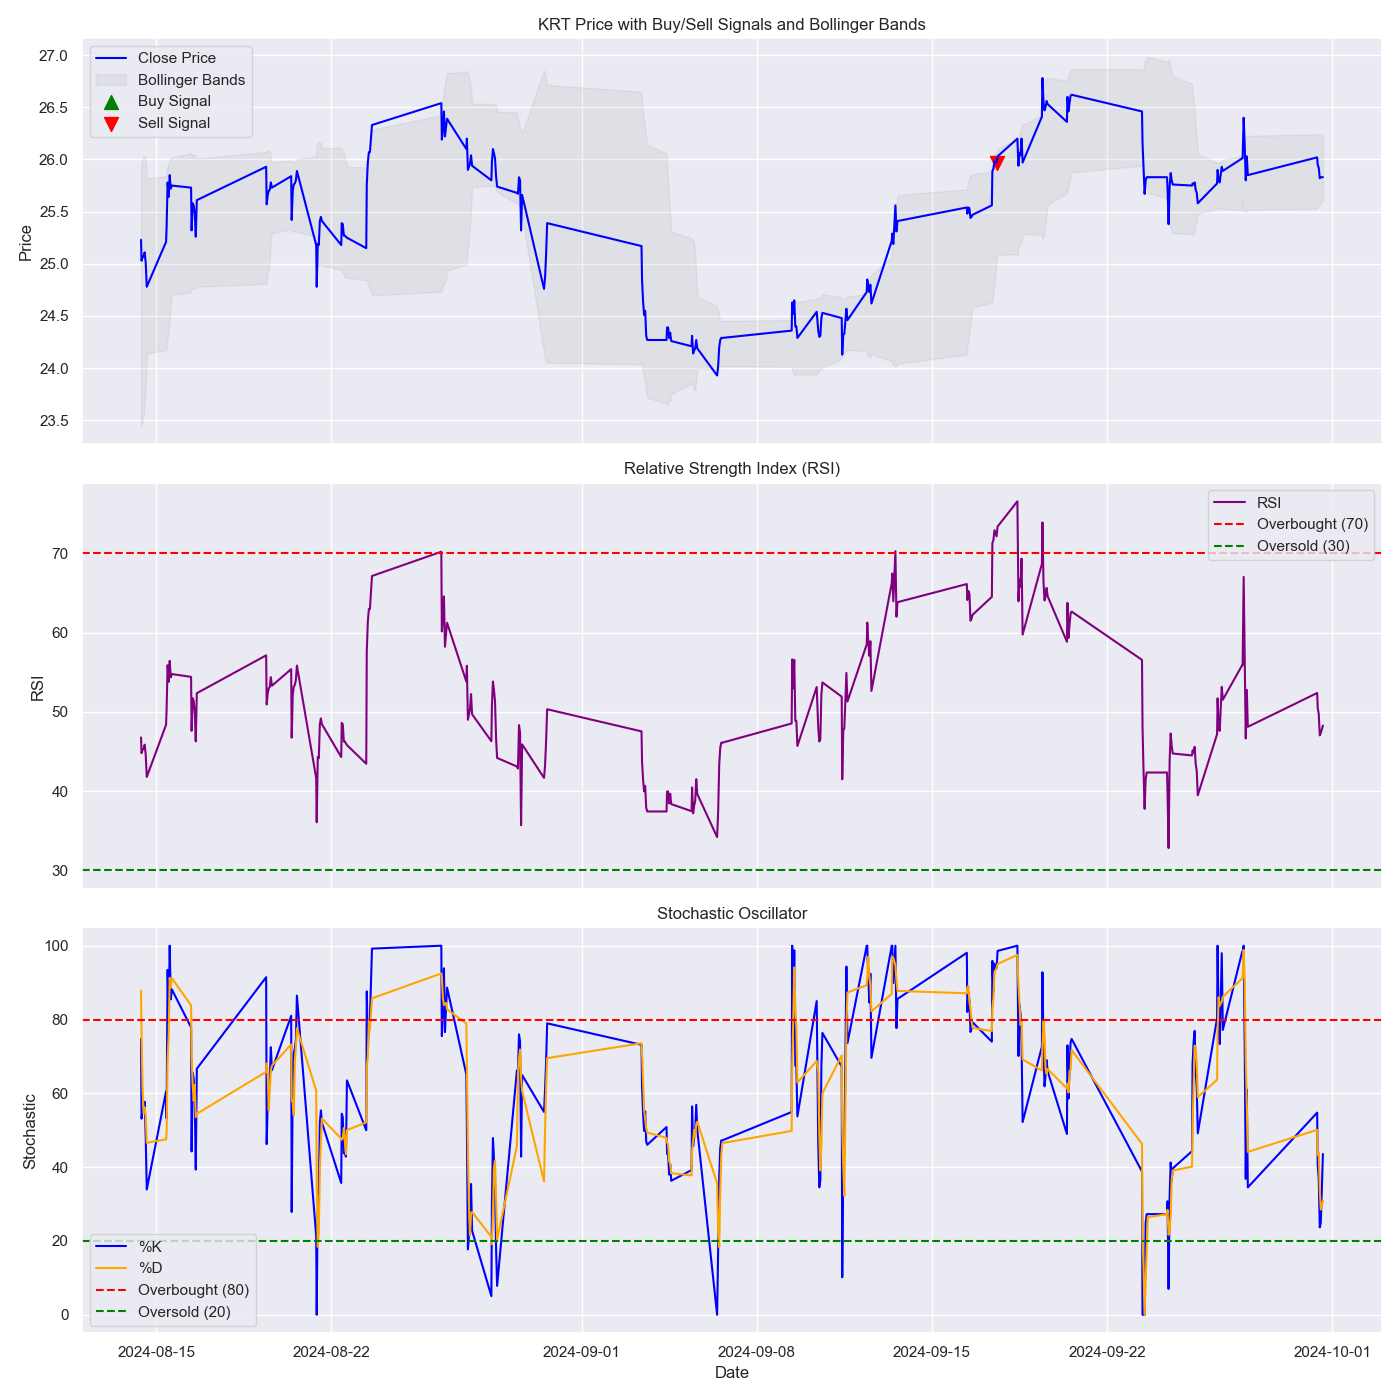 KRT Price with Buy/Sell Signals and Bollinger Bands
Close Price
Bollinger Bands
Buy Signal
Sell Signal
Price
27.0
26.5
26.0
25.5
25.0
24.5
24.0
23.5
Relative Strength Index (RSI)
RSI
Overbought (70)
Oversold (30)
RSI
70
60
50
40
30
Stochastic Oscillator
Stochastic
100
80
60
40
20
0
%K
%D
Overbought (80)
Oversold (20)
2024-08-15
2024-08-22
2024-09-01
2024-09-08
2024-09-15
2024-09-22
2024-10-01
Date